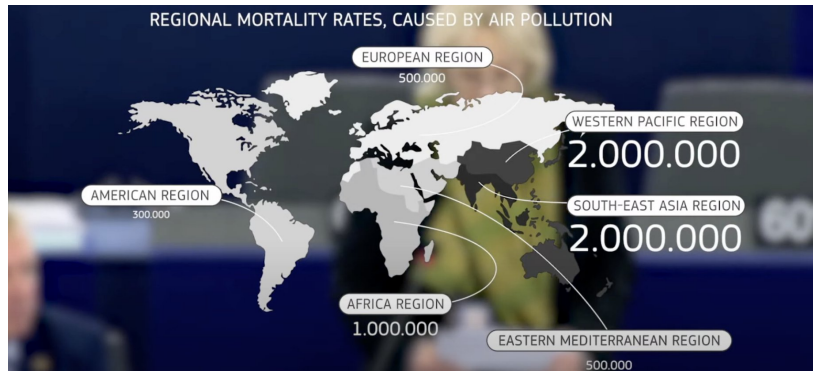 REGIONAL MORTALITY RATES, CAUSED BY AIR POLLUTION
EUROPEAN REGION
500.000
WESTERN PACIFIC REGION
2.000.000
AMERICAN REGION
300.000
SOUTH-EAST ASIA REGION
2.000.000
60
AFRICA REGION
1.000.000
EASTERN MEDITERRANEAN REGION
500.000